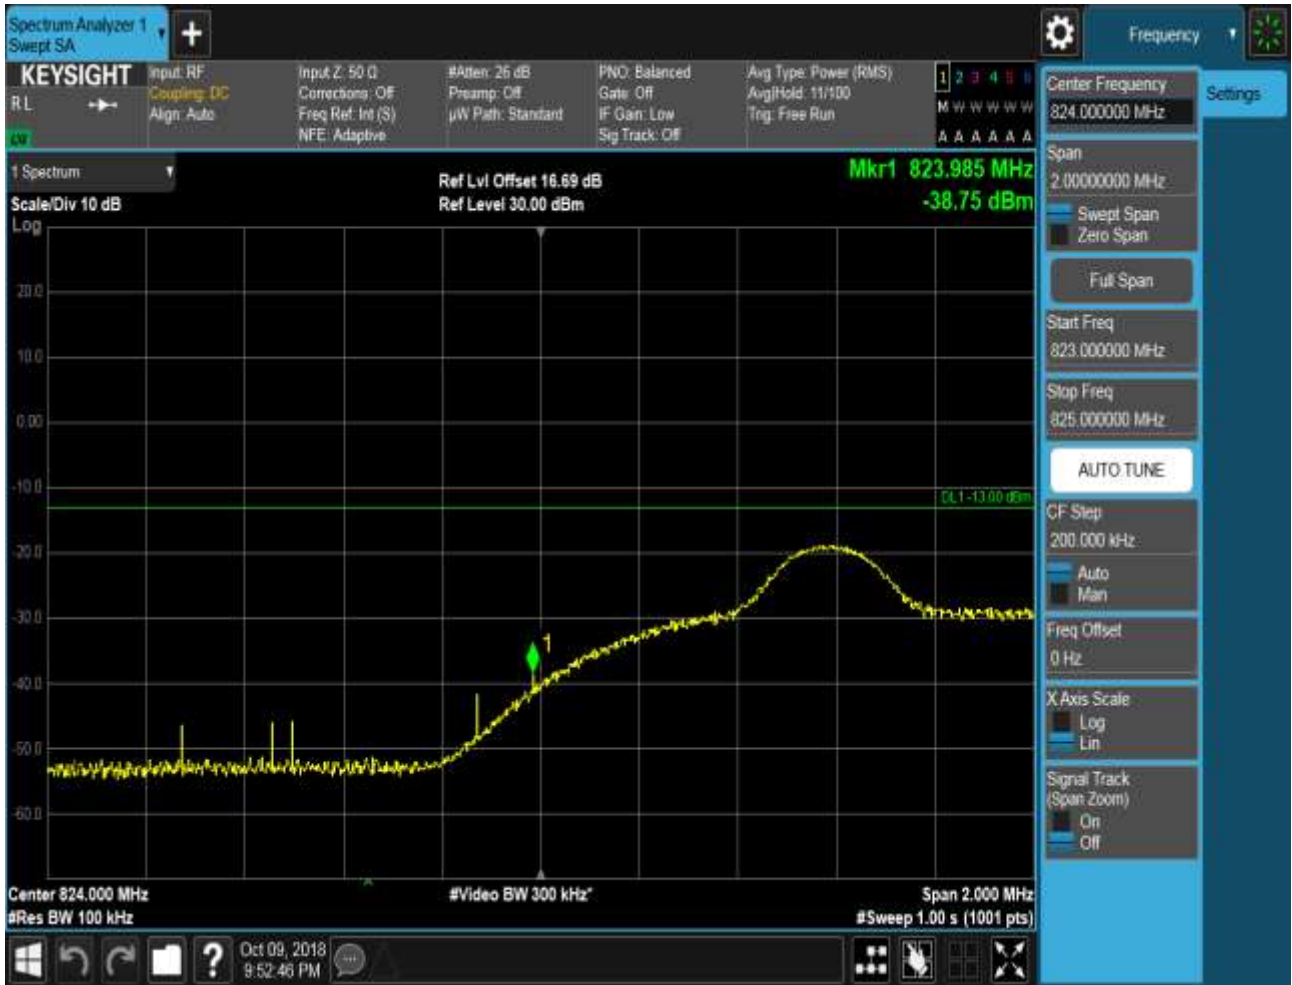 Spectrum Analyzer 1
Swept SA
+
Frequency
KEYSIGHT
RL
LW
Input: RF
Coupling: DC
Align: Auto
Input Z: 50 Ω
Corrections: Off
Freq Ref: Int (S)
NFE: Adaptive
#Atten: 26 dB
Preamp: Off
µW Path: Standard
PNO: Balanced
Gate: Off
IF Gain: Low
Sig Track: Off
Avg Type: Power (RMS)
Avg|Hold: 11/100
Trig: Free Run
1 2 3 4 5 6
M W W W W W
A A A A A A
1 Spectrum
Scale/Div 10 dB
Log
Ref Lvl Offset 16.69 dB
Ref Level 30.00 dBm
Mkr1 823.985 MHz
-38.75 dBm
20.0
10.0
0.00
-10.0
-20.0
-30.0
-40.0
-50.0
-60.0
DL1 -13.00 dBm
1
Center 824.000 MHz
#Res BW 100 kHz
#Video BW 300 kHz*
Span 2.000 MHz
#Sweep 1.00 s (1001 pts)
?
Oct 09, 2018
9:52:46 PM
Center Frequency
824.000000 MHz
Settings
Span
2.00000000 MHz
Swept Span
Zero Span
Full Span
Start Freq
823.000000 MHz
Stop Freq
825.000000 MHz
AUTO TUNE
CF Step
200.000 kHz
Auto
Man
Freq Offset
0 Hz
X Axis Scale
Log
Lin
Signal Track
(Span Zoom)
On
Off